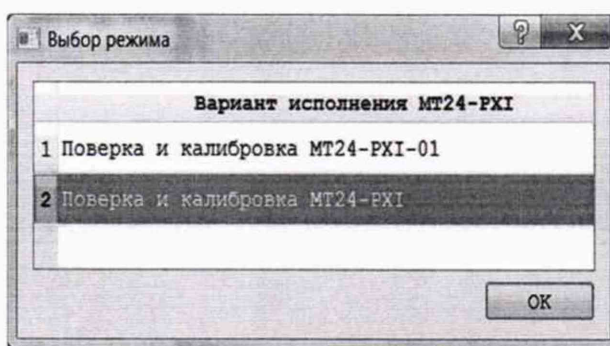 Выбор режима
Вариант исполнения МТ24-PXI
1 Поверка и калибровка МТ24-PXI-01
2 Поверка и калибровка МТ24-PXI
OK